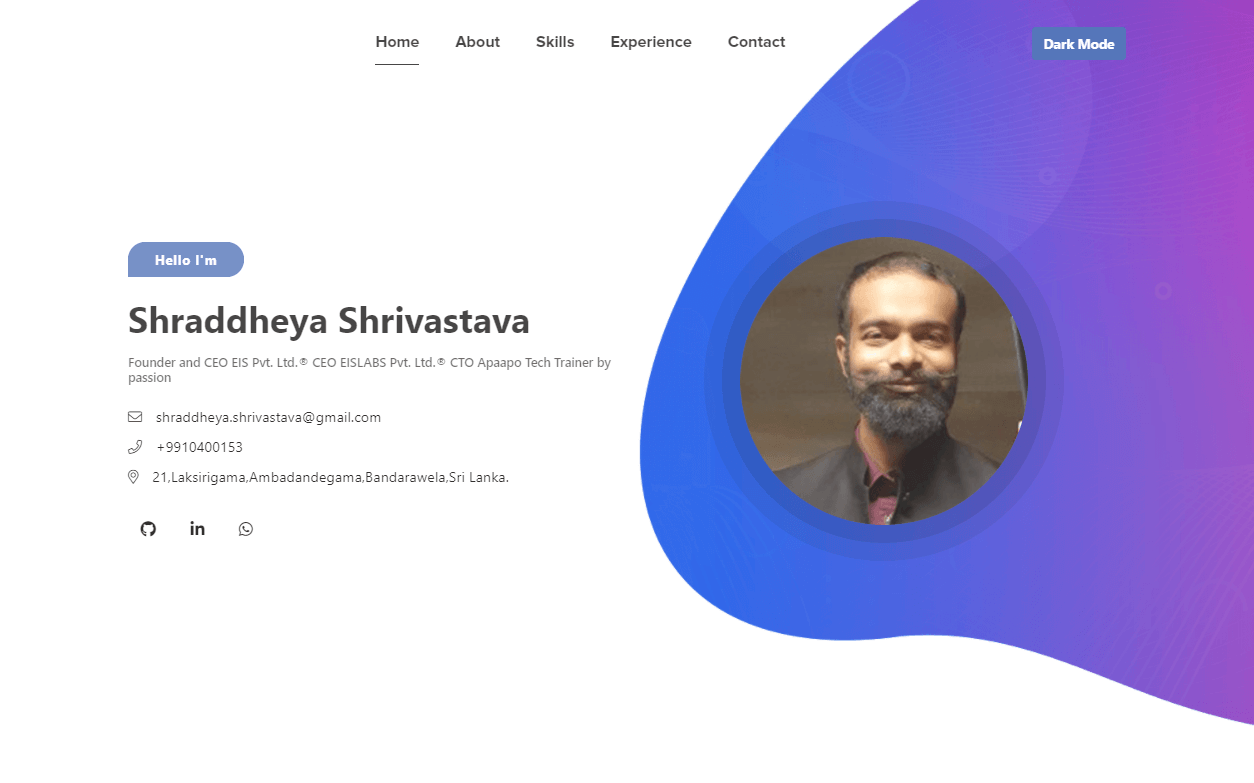 Home About Skills Experience Contact Dark Mode
Hello I'm
Shraddheya Shrivastava
Founder and CEO EIS Pvt. Ltd.® CEO EISLABS Pvt. Ltd.® CTO Apaapo Tech Trainer by
passion
shraddheya.shrivastava@gmail.com
+9910400153
21,Laksirigama,Ambadandegama,Bandarawela,Sri Lanka.